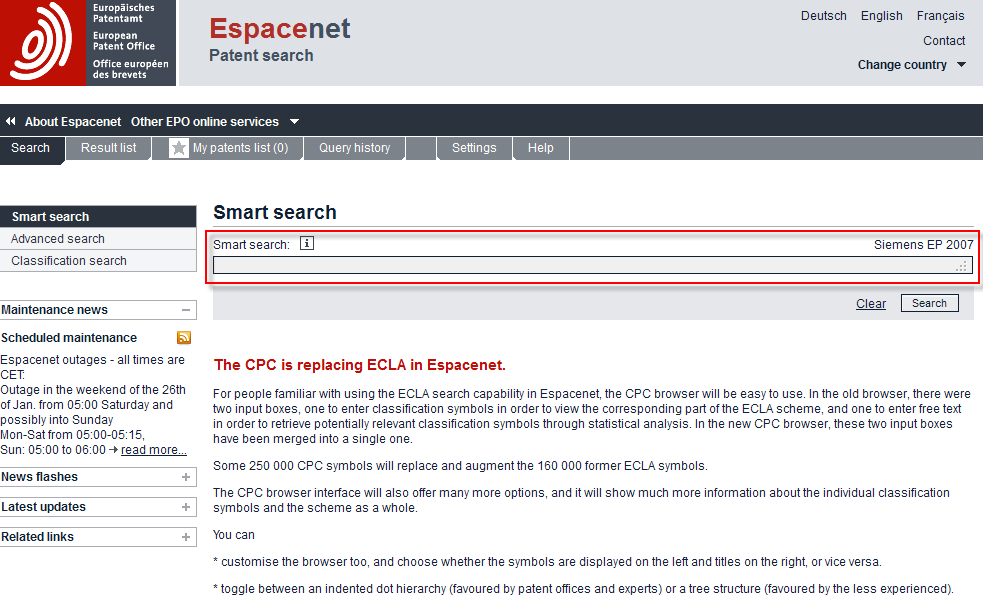 Europäisches
Patentamt
European
Patent Office
Office européen
des brevets
Espacenet
Patent search
Deutsch English Français
Contact
Change country
About Espacenet Other EPO online services
Search Result list My patents list (0) Query history Settings Help
Smart search
Advanced search
Classification search
Maintenance news
Scheduled maintenance
Espacenet outages - all times are
CET:
Outage in the weekend of the 26th
of Jan. from 05:00 Saturday and
possibly into Sunday
Mon-Sat from 05:00-05:15,
Sun: 05:00 to 06:00 → read more...
News flashes
Latest updates
Related links
Smart search
Smart search: i Siemens EP 2007
Clear Search
The CPC is replacing ECLA in Espacenet.
For people familiar with using the ECLA search capability in Espacenet, the CPC browser will be easy to use. In the old browser, there were
two input boxes, one to enter classification symbols in order to view the corresponding part of the ECLA scheme, and one to enter free text
in order to retrieve potentially relevant classification symbols through statistical analysis. In the new CPC browser, these two input boxes
have been merged into a single one.
Some 250 000 CPC symbols will replace and augment the 160 000 former ECLA symbols.
The CPC browser interface will also offer many more options, and it will show much more information about the individual classification
symbols and the scheme as a whole.
You can
* customise the browser too, and choose whether the symbols are displayed on the left and titles on the right, or vice versa.
* toggle between an indented dot hierarchy (favoured by patent offices and experts) or a tree structure (favoured by the less experienced).